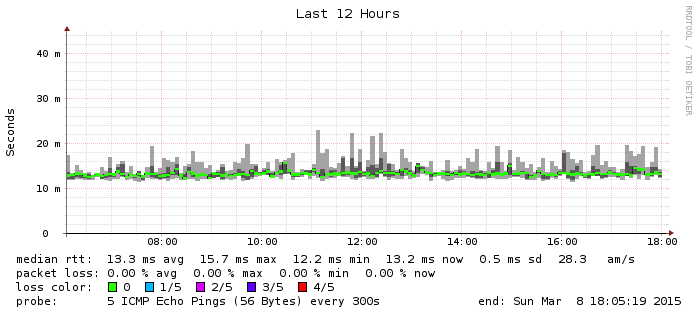 Last 12 Hours
RRDTOOL / TOBI OETIKER
Seconds
40 m
30 m
20 m
10 m
0
08:00 10:00 12:00 14:00 16:00 18:00
median rtt: 13.3 ms avg 15.7 ms max 12.2 ms min 13.2 ms now 0.5 ms sd 28.3 am/s
packet loss: 0.00 % avg 0.00 % max 0.00 % min 0.00 % now
loss color: 0 1/5 2/5 3/5 4/5
probe: 5 ICMP Echo Pings (56 Bytes) every 300s end: Sun Mar 8 18:05:19 2015